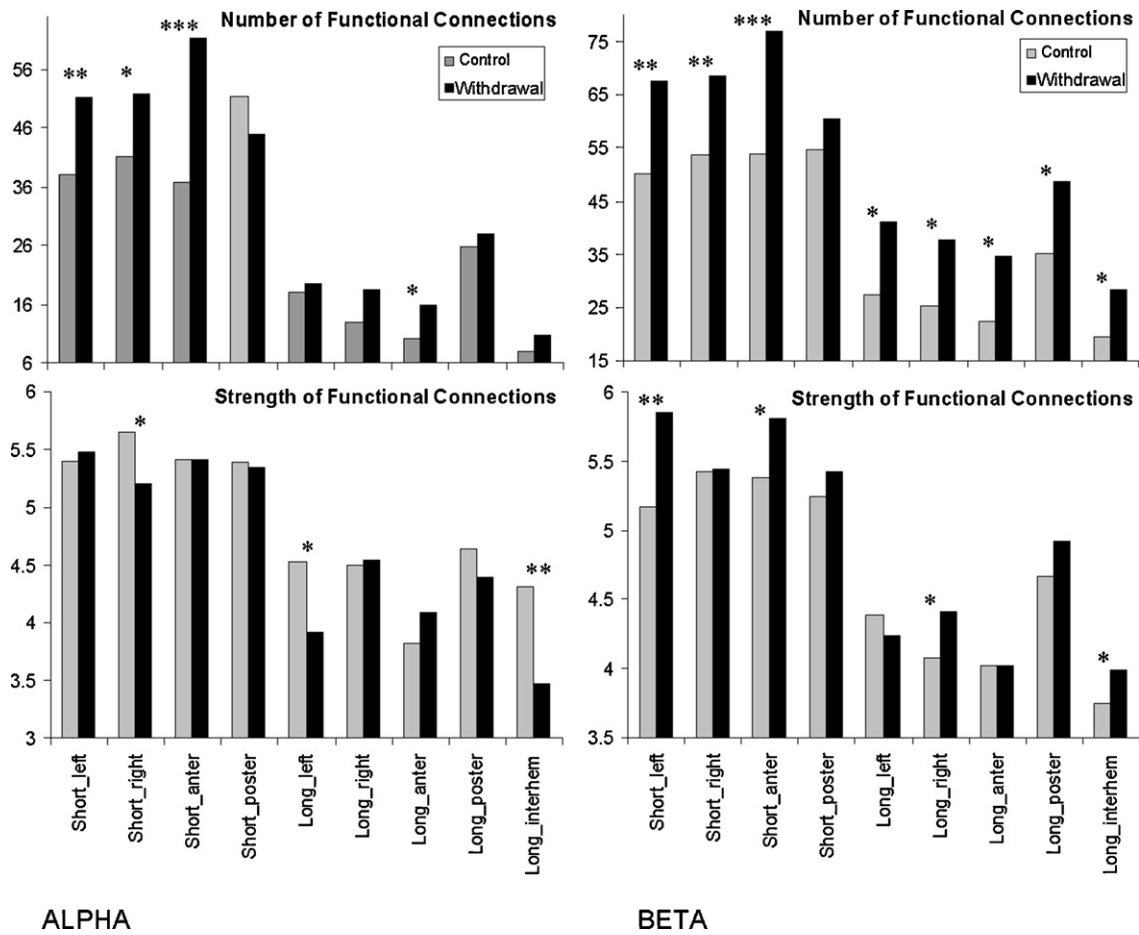 Number of Functional Connections
***
**
*
56
46
36
26
16
6
Control
Withdrawal
*
Strength of Functional Connections
6
5.5
5
4.5
4
3.5
3
*
*
**
Short_left
Short_right
Short_anter
Short_poster
Long_left
Long_right
Long_anter
Long_poster
Long_interhem
ALPHA
Number of Functional Connections
***
**
**
75
65
55
45
35
25
15
Control
Withdrawal
*
*
*
*
*
Strength of Functional Connections
6
5.5
5
4.5
4
3.5
**
*
*
*
Short_left
Short_right
Short_anter
Short_poster
Long_left
Long_right
Long_anter
Long_poster
Long_interhem
BETA